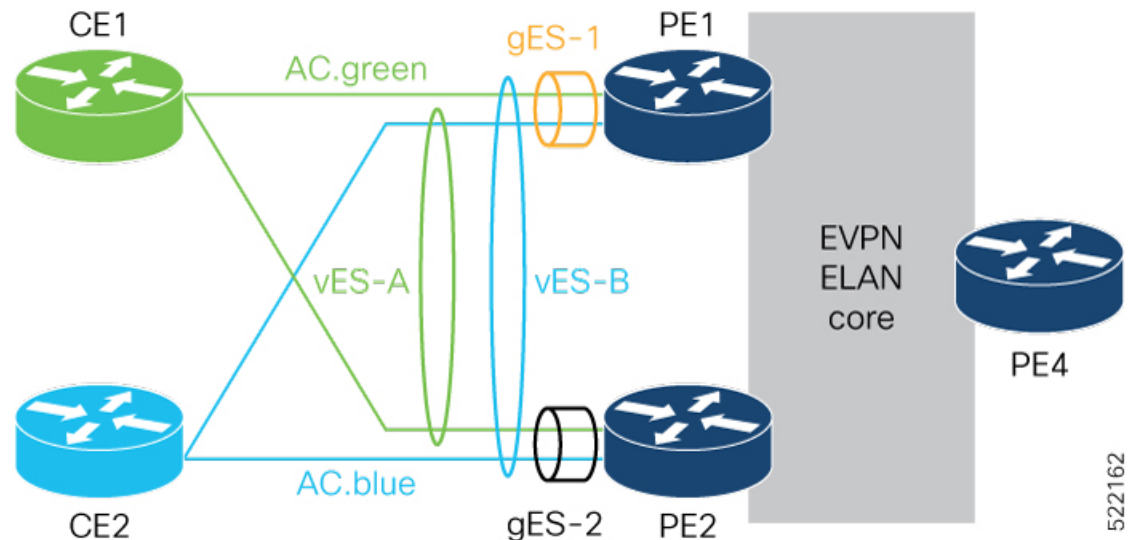 CE1
PE1
gES-1
AC.green
vES-A
vES-B
EVPN
ELAN
core
PE4
AC.blue
CE2
gES-2
PE2
522162